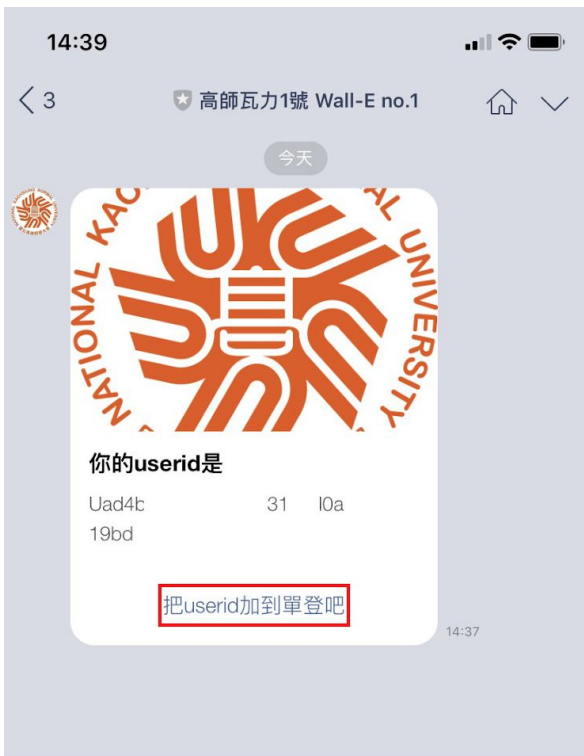 14:39
3
高師瓦力1號 Wall-E no.1
今天
NATIONAL KAO
AL UNIVERSITY
你的userid是
Uad4b 31 l0a
19bd
把userid加到單登吧
14:37